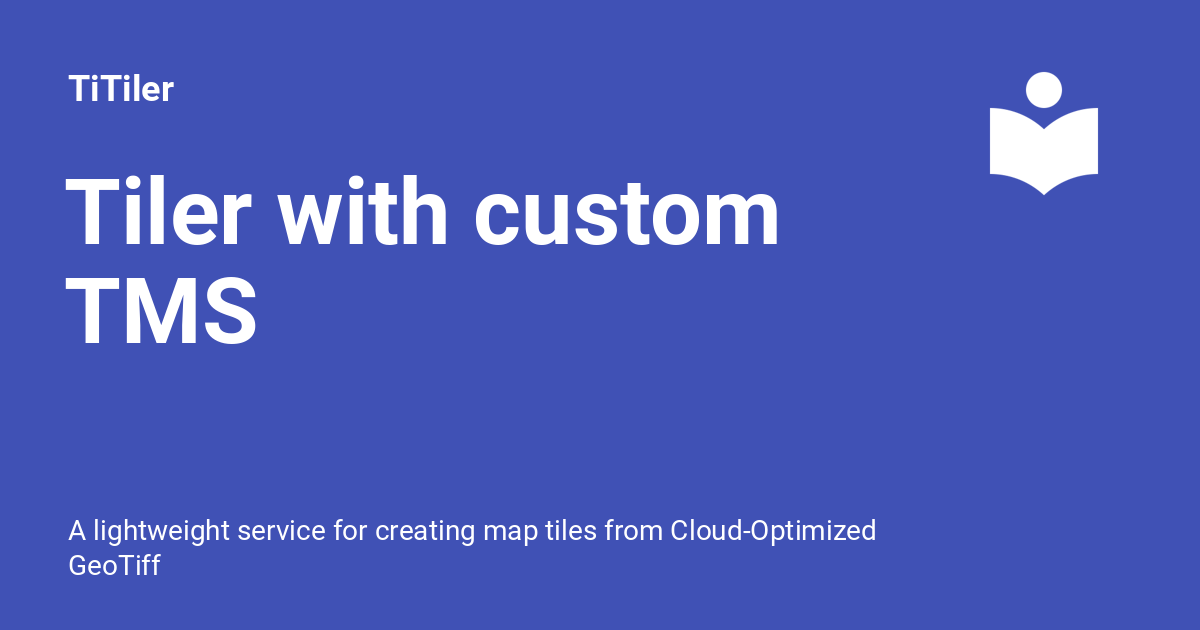 TiTiler
Tiler with custom
TMS
A lightweight service for creating map tiles from Cloud-Optimized
GeoTiff